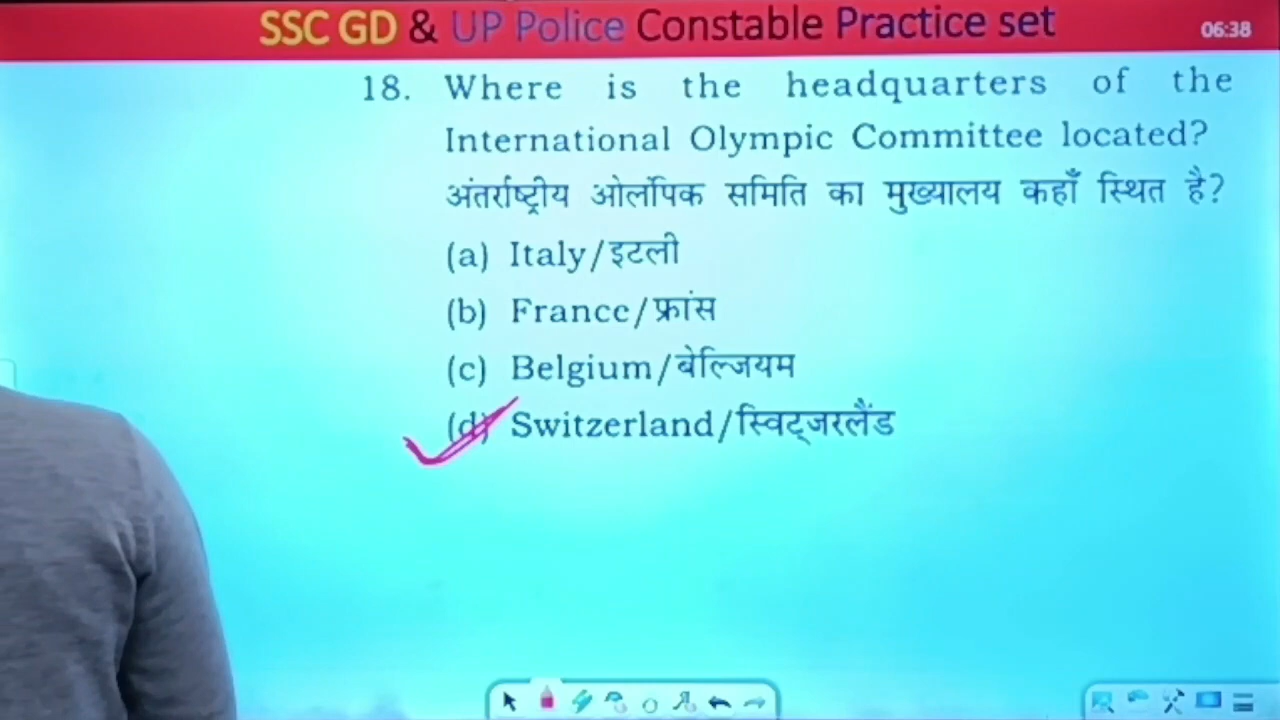 SSC GD & UP Police Constable Practice set
06:38
18. Where is the headquarters of the
International Olympic Committee located?
अंतर्राष्ट्रीय ओलंपिक समिति का मुख्यालय कहाँ स्थित है?
(a) Italy/इटली
(b) France/फ्रांस
(c) Belgium/बेल्जियम
(d) Switzerland/स्विट्जरलैंड